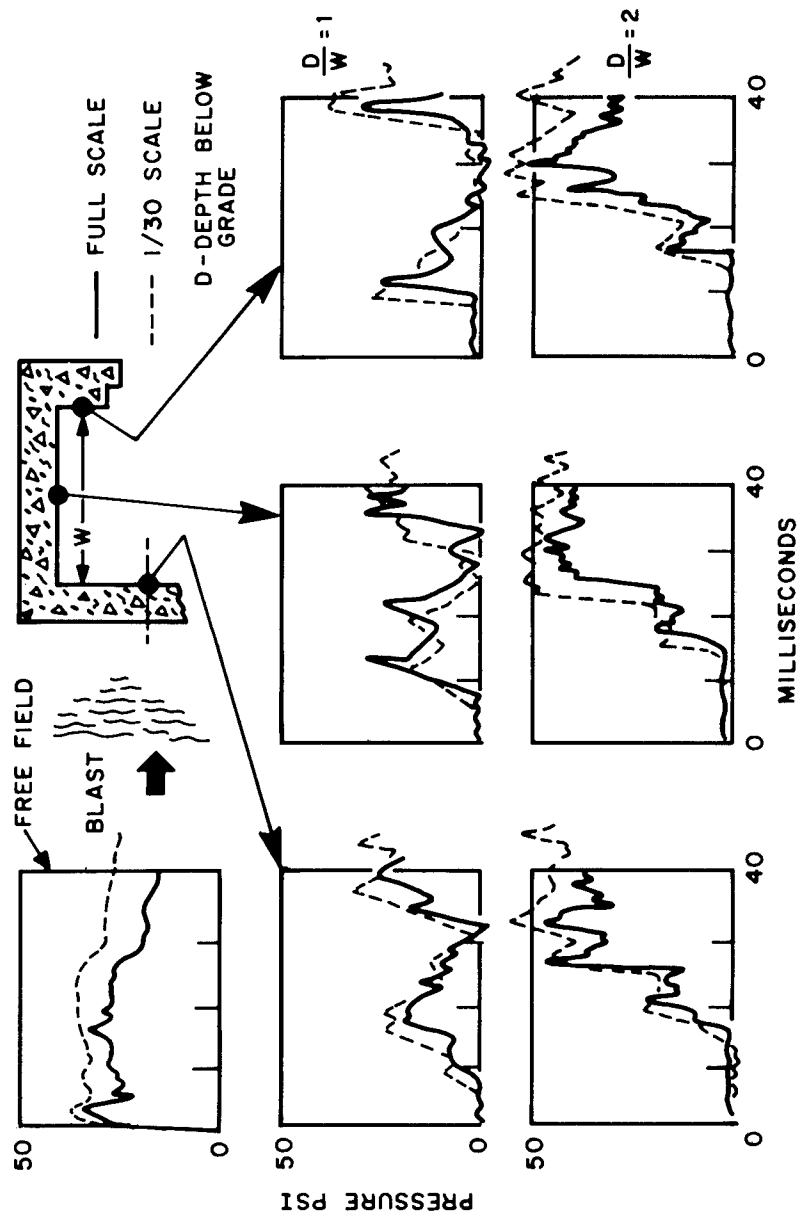 FREE FIELD
50
0
BLAST
W
FULL SCALE
1/30 SCALE
D-DEPTH BELOW
GRADE
PRESSURE PSI
50
0
D/W = 1
50
0
40
0
40
0
40
D/W = 2
MILLISECONDS